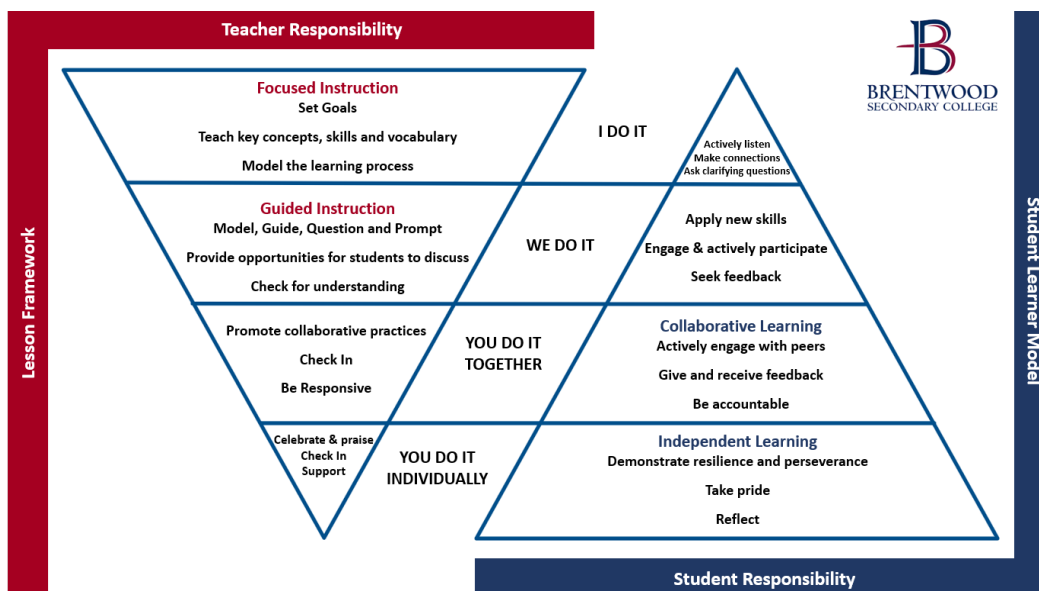 Teacher Responsibility
BRENTWOOD
SECONDARY COLLEGE
Lesson Framework
Focused Instruction
Set Goals
Teach key concepts, skills and vocabulary
Model the learning process
I DO IT
Actively listen
Make connections
Ask clarifying questions
Guided Instruction
Model, Guide, Question and Prompt
Provide opportunities for students to discuss
Check for understanding
WE DO IT
Apply new skills
Engage & actively participate
Seek feedback
Promote collaborative practices
Check In
Be Responsive
YOU DO IT
TOGETHER
Collaborative Learning
Actively engage with peers
Give and receive feedback
Be accountable
Celebrate & praise
Check In
Support
YOU DO IT
INDIVIDUALLY
Independent Learning
Demonstrate resilience and perseverance
Take pride
Reflect
Student Learner Model
Student Responsibility